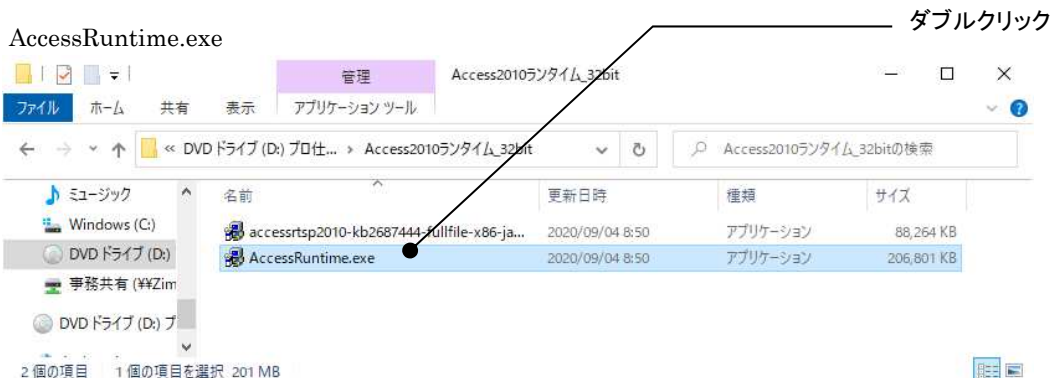 ダブルクリック
AccessRuntime.exe
管理 Access2010ランタイム_32bit
ファイル ホーム 共有 表示 アプリケーション ツール
« DVD ドライブ (D:) プロ仕... › Access2010ランタイム_32bit Access2010ランタイム_32bitの検索
ミュージック 名前 更新日時 種類 サイズ
Windows (C:) accessrtsp2010-kb2687444-fullfile-x86-ja... 2020/09/04 8:50 アプリケーション 88,264 KB
DVD ドライブ (D:) AccessRuntime.exe 2020/09/04 8:50 アプリケーション 206,801 KB
事務共有 (¥¥Zim
DVD ドライブ (D:) プ
2 個の項目 1 個の項目を選択 201 MB